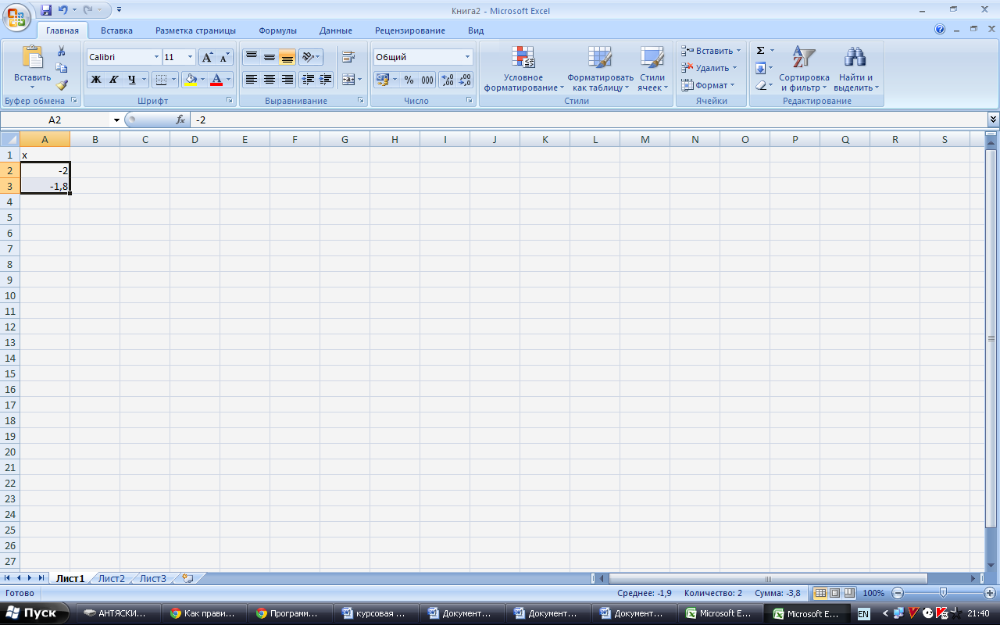 Книга2 - Microsoft Excel
Главная Вставка Разметка страницы Формулы Данные Рецензирование Вид
Вставить
Calibri 11
Ж К Ч
Общий
% 000
Условное форматирование
Форматировать как таблицу
Стили ячеек
Вставить
Удалить
Формат
Σ
Сортировка и фильтр
Найти и выделить
Буфер обмена Шрифт Выравнивание Число Стили Ячейки Редактирование
A2 fx -2
A B C D E F G H I J K L M N O P Q R S
1 x
2 -2
3 -1,8
4
5
6
7
8
9
10
11
12
13
14
15
16
17
18
19
20
21
22
23
24
25
26
27
Лист1 Лист2 Лист3
Готово Среднее: -1,9 Количество: 2 Сумма: -3,8 100%
Пуск АНТЯСКИ... Как прави... Програм... курсовая ... Документ... Документ... Документ... Microsoft E... Microsoft E... EN 21:40